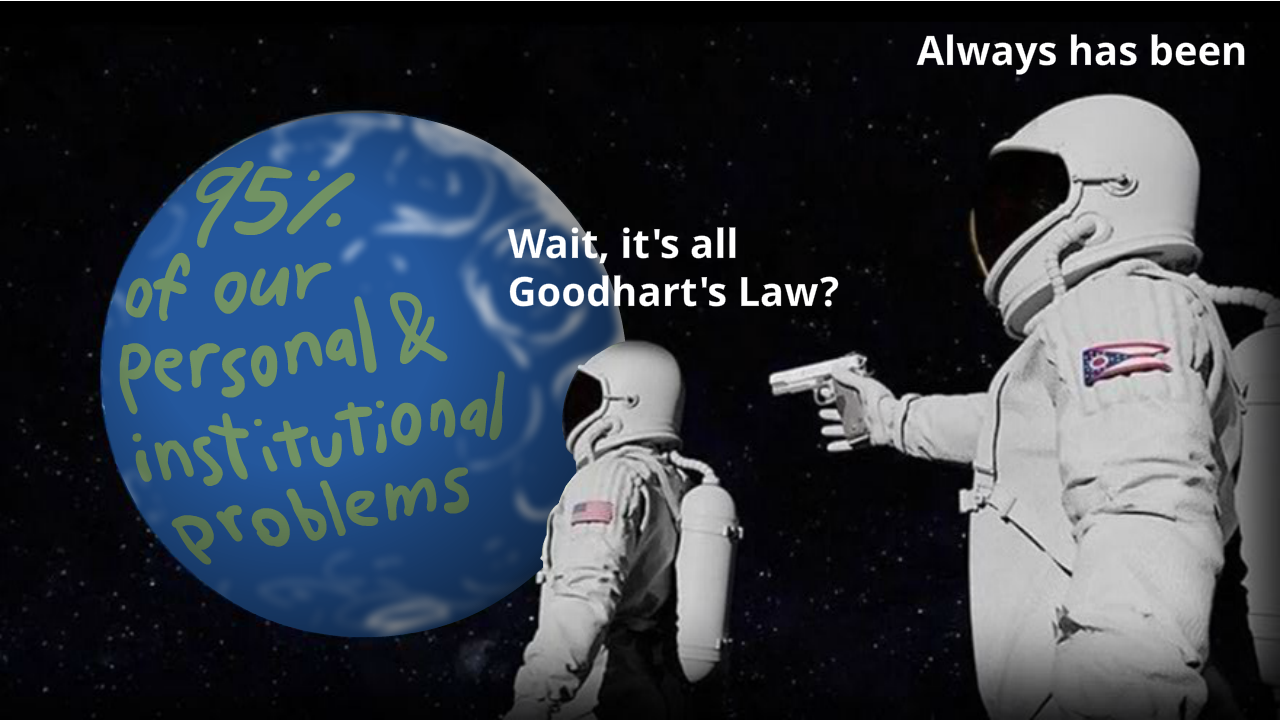 Always has been
Wait, it's all
Goodhart's Law?
95%
of our
personal &
institutional
problems